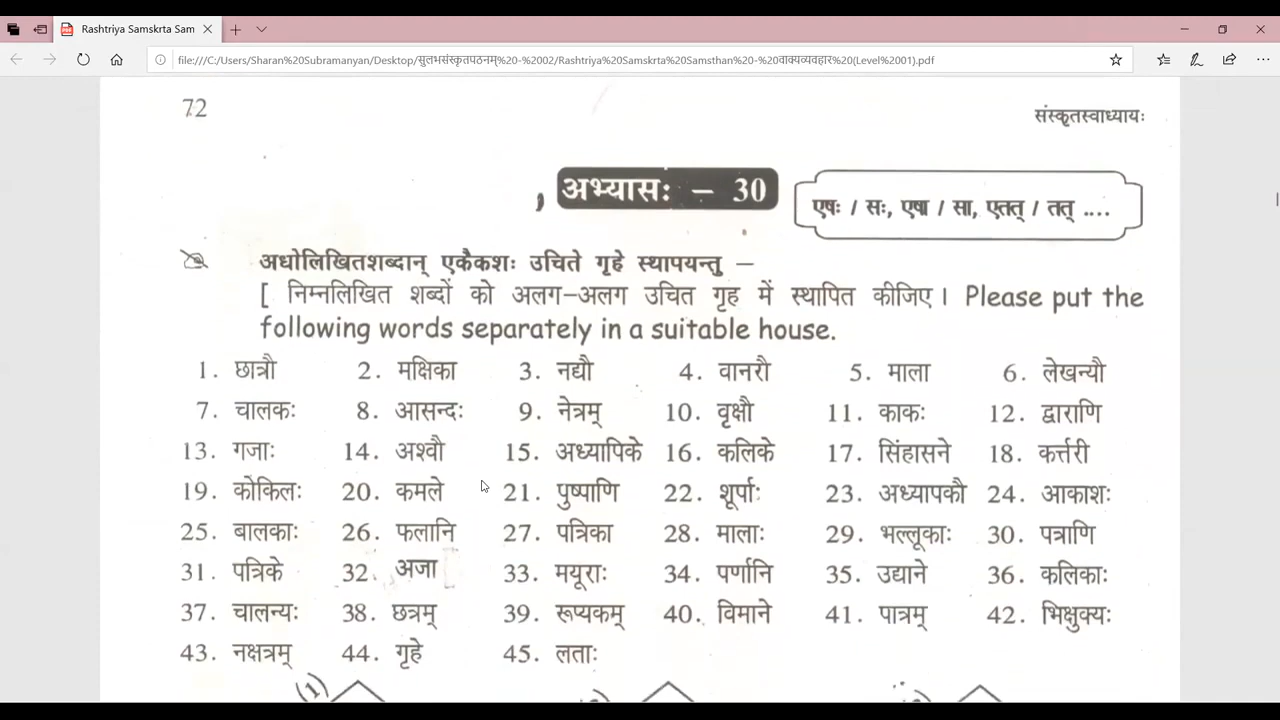 Rashtriya Samskrta Sam
file:///C:/Users/Sharan%20Subramanyan/Desktop/सुलभसंस्कृतपठनम्%20-%2002/Rashtriya%20Samskrta%20Samsthan%20-%20वाक्यव्यवहार%20(Level%2001).pdf
72 संस्कृतस्वाध्यायः
अभ्यासः – 30 एषः / सः, एषा / सा, एतत् / तत् ....
अधोलिखितशब्दान् एकैकशः उचिते गृहे स्थापयन्तु –
[ निम्नलिखित शब्दों को अलग-अलग उचित गृह में स्थापित कीजिए । Please put the
following words separately in a suitable house.
1. छात्रौ 2. मक्षिका 3. नद्यौ 4. वानरौ 5. माला 6. लेखन्यौ
7. चालकः 8. आसन्दः 9. नेत्रम् 10. वृक्षौ 11. काकः 12. द्वाराणि
13. गजाः 14. अश्वौ 15. अध्यापिके 16. कलिके 17. सिंहासने 18. कर्त्तरी
19. कोकिलः 20. कमले 21. पुष्पाणि 22. शूर्पाः 23. अध्यापकौ 24. आकाशः
25. बालकाः 26. फलानि 27. पत्रिका 28. मालाः 29. भल्लूकाः 30. पत्राणि
31. पत्रिके 32. अजा 33. मयूराः 34. पर्णानि 35. उद्याने 36. कलिकाः
37. चालन्यः 38. छत्रम् 39. रूप्यकम् 40. विमाने 41. पात्रम् 42. भिक्षुक्यः
43. नक्षत्रम् 44. गृहे 45. लताः
(1)